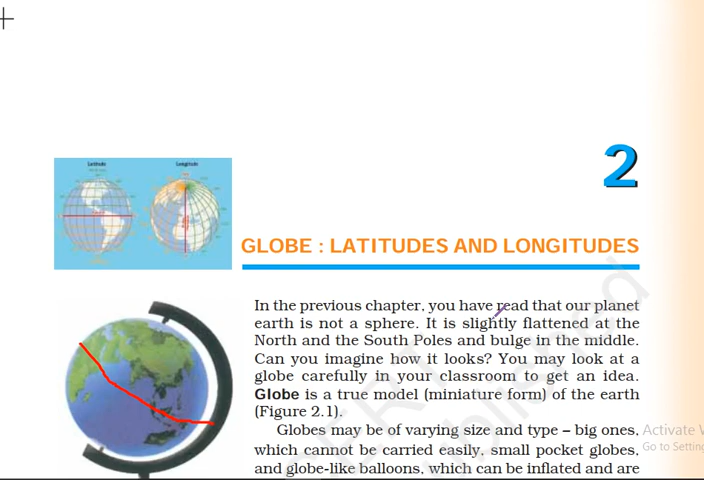 Latitude
Longitude
2
GLOBE : LATITUDES AND LONGITUDES
In the previous chapter, you have read that our planet
earth is not a sphere. It is slightly flattened at the
North and the South Poles and bulge in the middle.
Can you imagine how it looks? You may look at a
globe carefully in your classroom to get an idea.
Globe is a true model (miniature form) of the earth
(Figure 2.1).
Globes may be of varying size and type – big ones,
which cannot be carried easily, small pocket globes,
and globe-like balloons, which can be inflated and are
Activate
Go to Setting